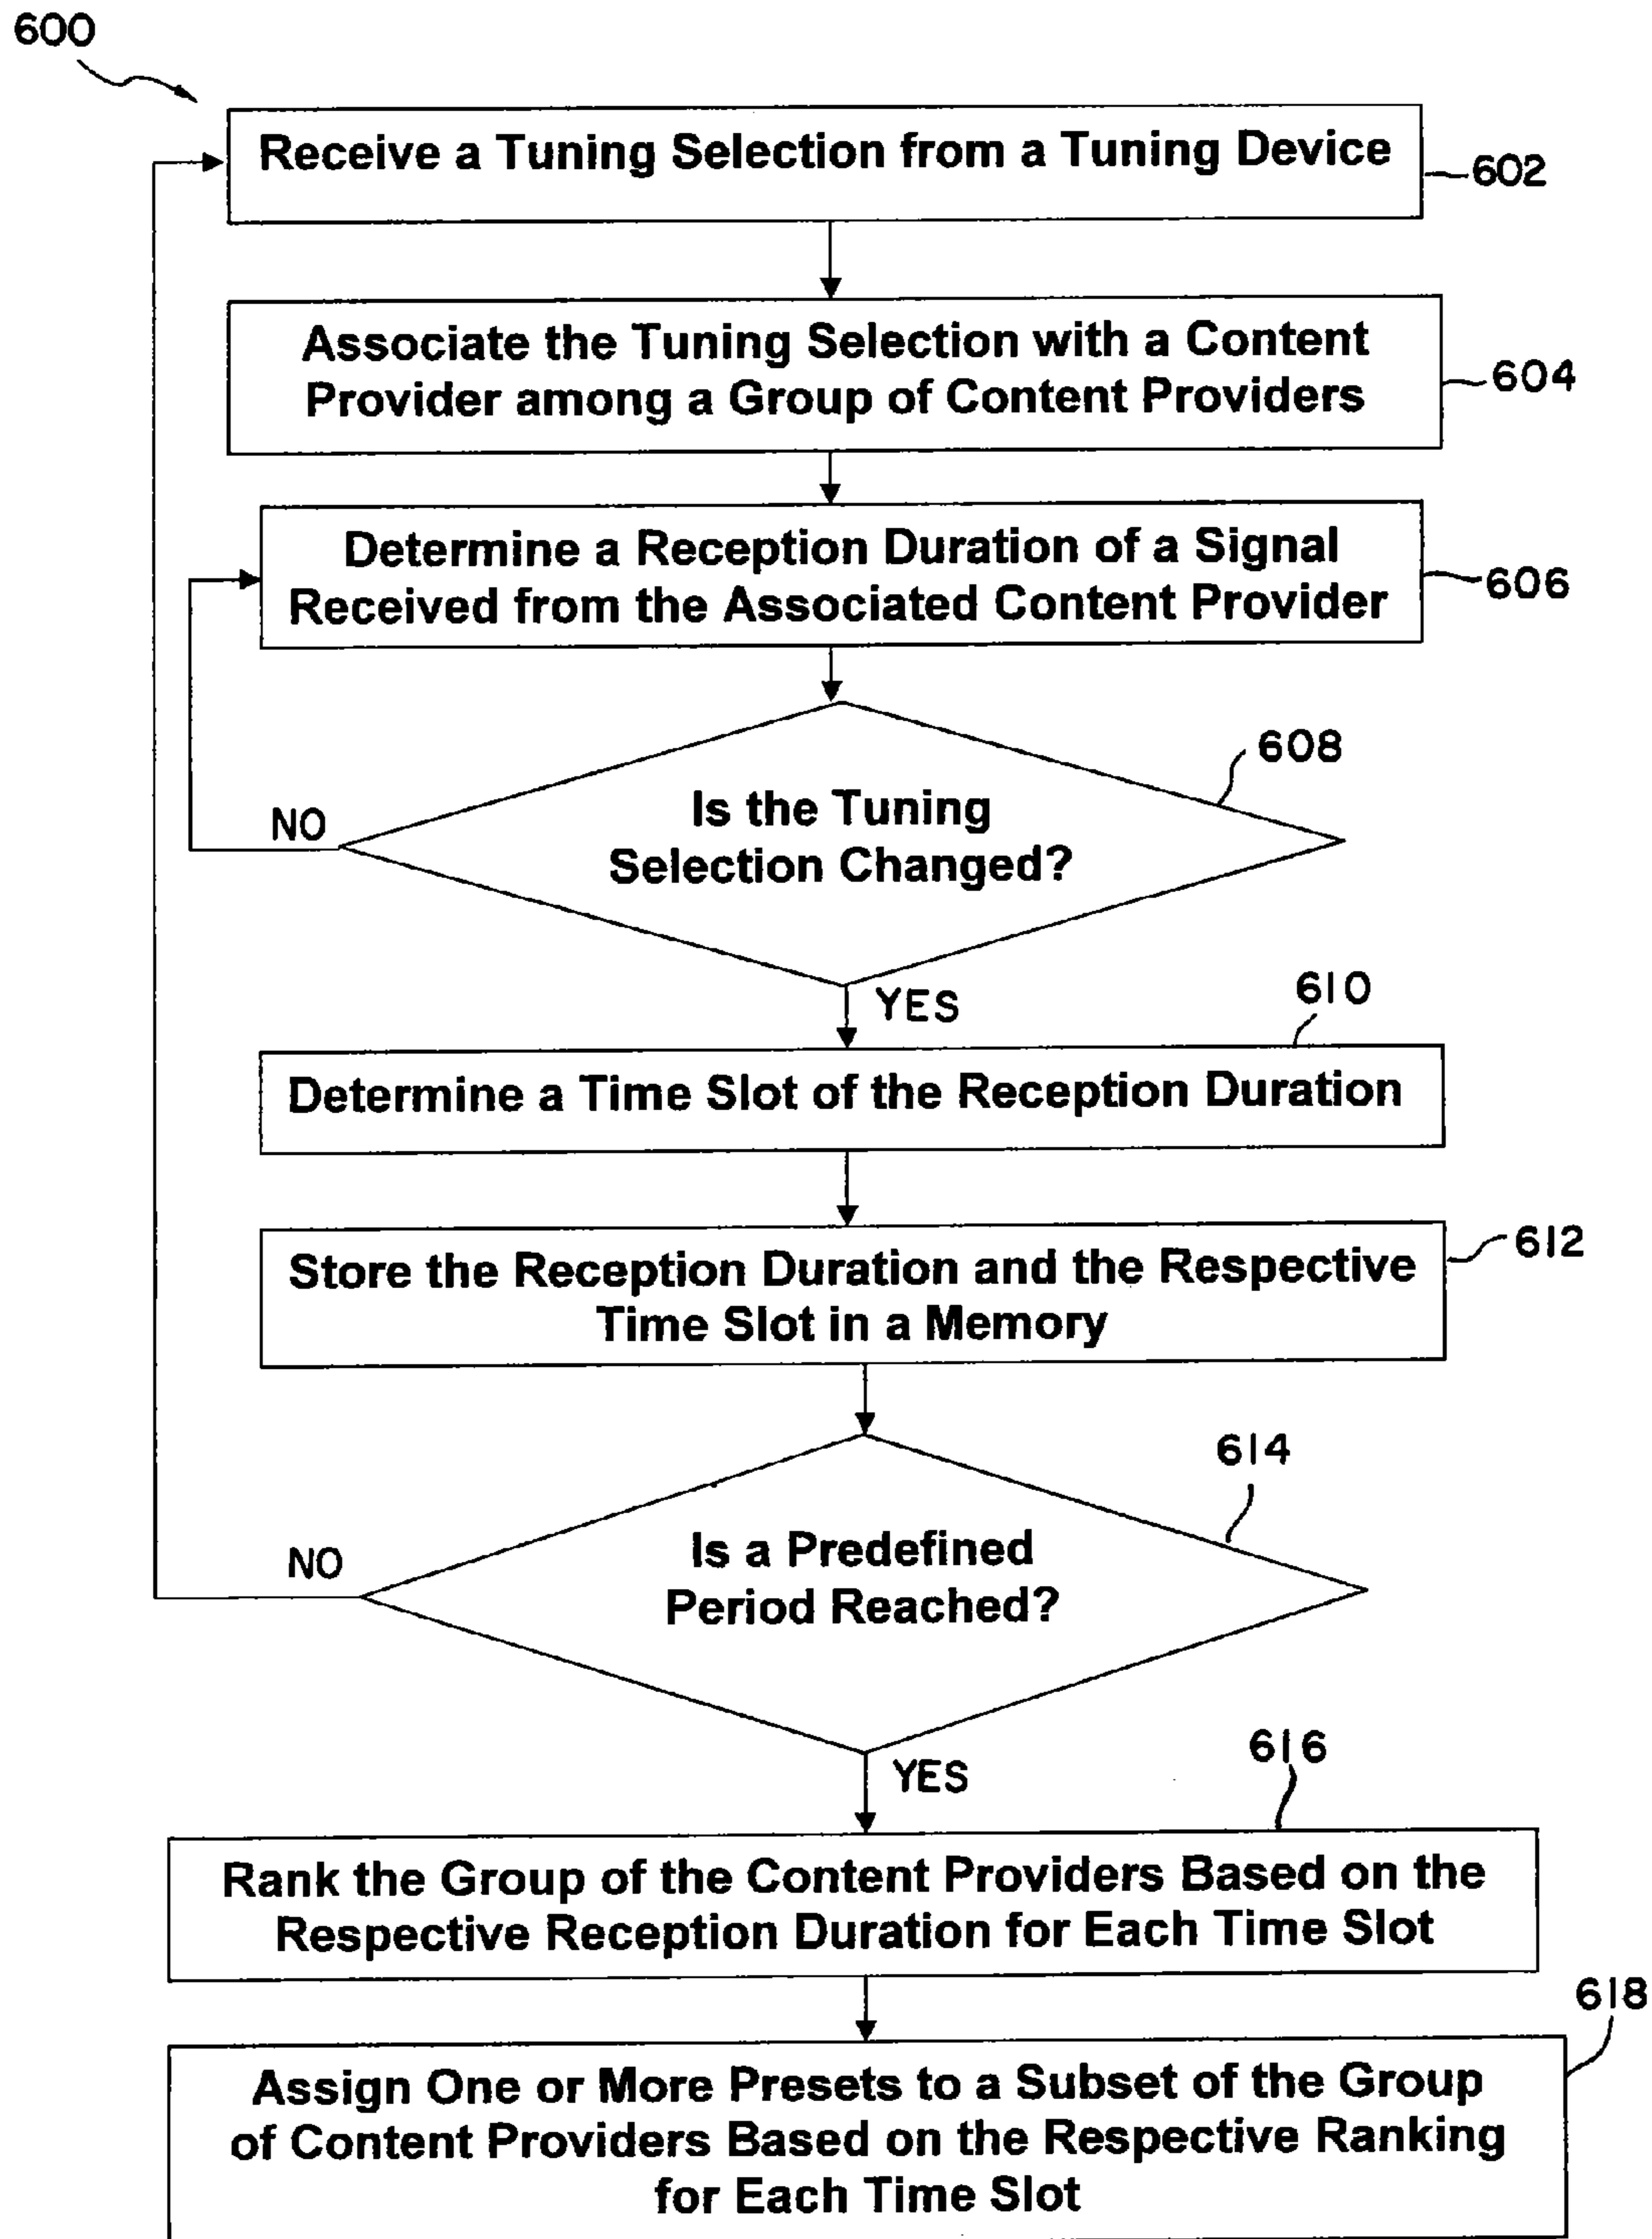 600
Receive a Tuning Selection from a Tuning Device
602
Associate the Tuning Selection with a Content
Provider among a Group of Content Providers
604
Determine a Reception Duration of a Signal
Received from the Associated Content Provider
606
608
Is the Tuning
Selection Changed?
NO
YES
610
Determine a Time Slot of the Reception Duration
Store the Reception Duration and the Respective
Time Slot in a Memory
612
614
Is a Predefined
Period Reached?
NO
YES
616
Rank the Group of the Content Providers Based on the
Respective Reception Duration for Each Time Slot
618
Assign One or More Presets to a Subset of the Group
of Content Providers Based on the Respective Ranking
for Each Time Slot